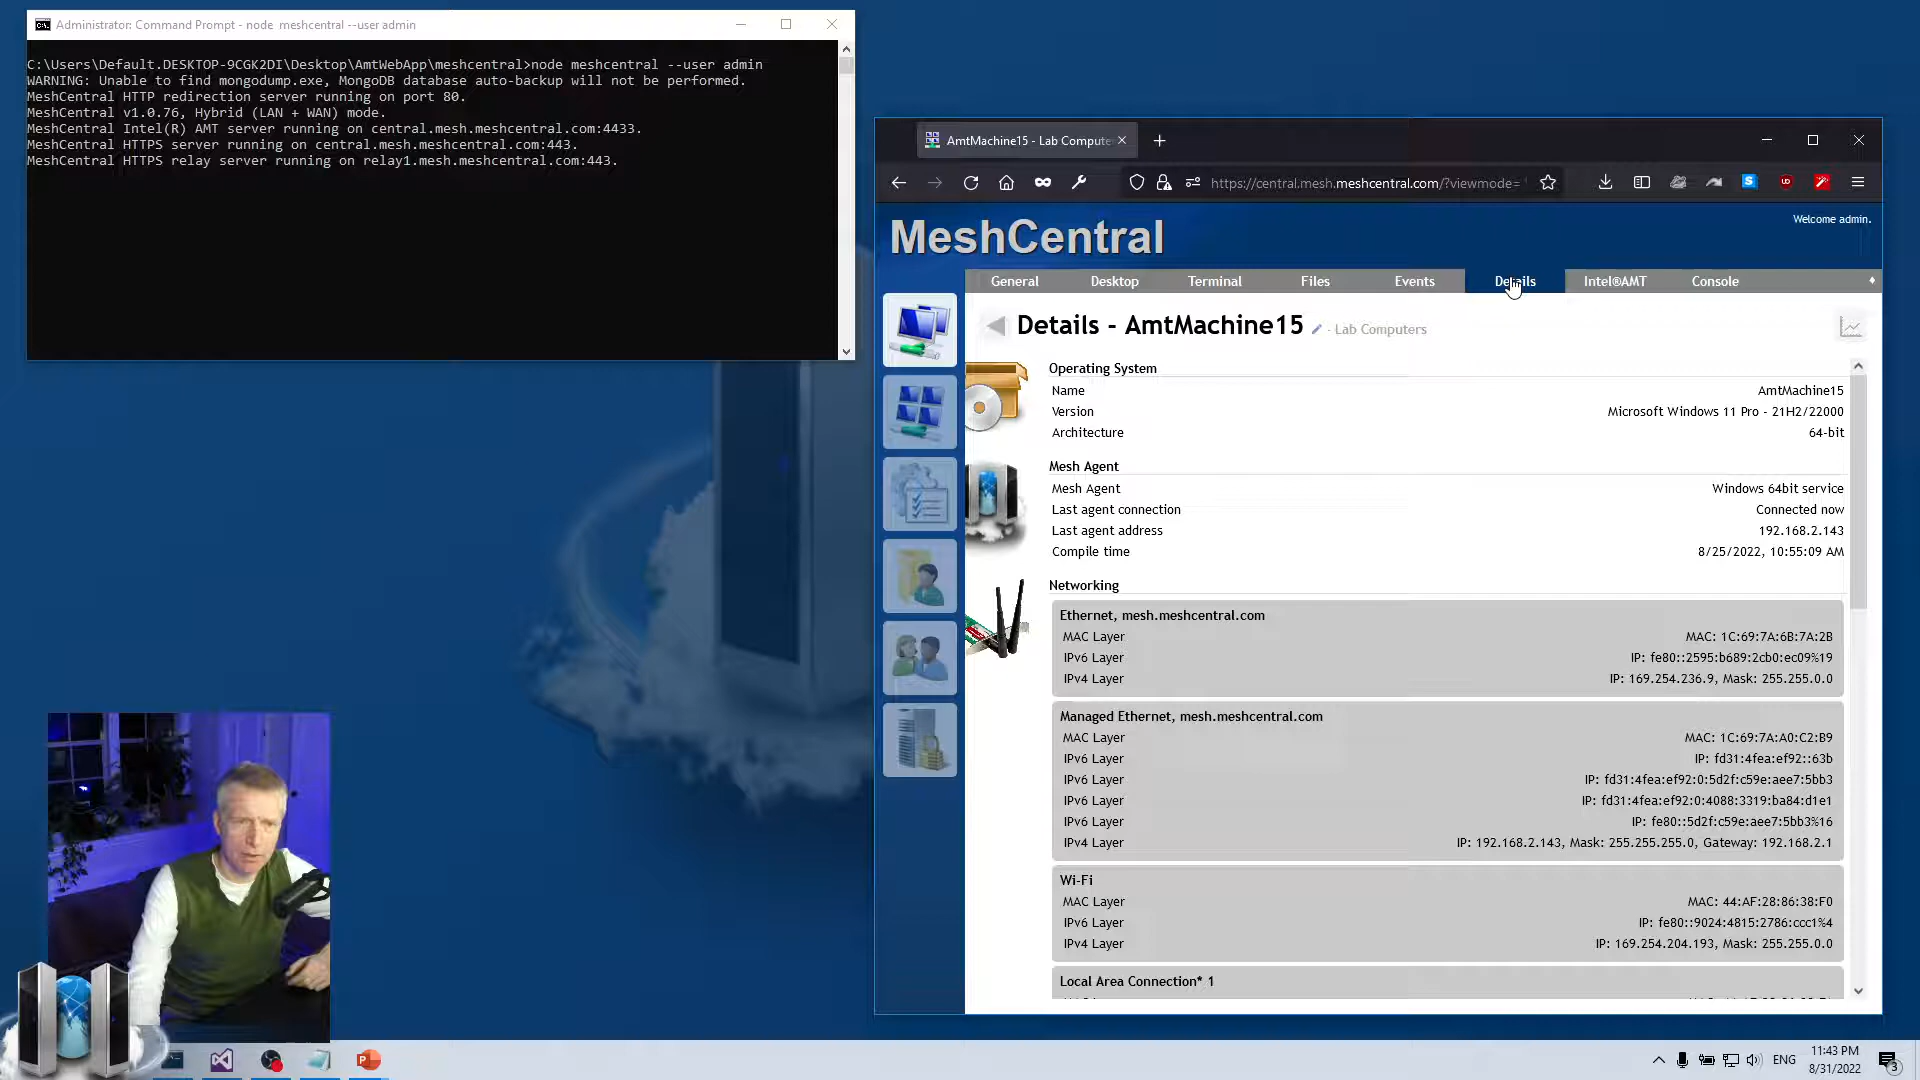 Administrator: Command Prompt - node  meshcentral --user admin
C:\Users\Default.DESKTOP-9CGK2DI\Desktop\AmtWebApp\meshcentral>node meshcentral --user admin
WARNING: Unable to find mongodump.exe, MongoDB database auto-backup will not be performed.
MeshCentral HTTP redirection server running on port 80.
MeshCentral v1.0.76, Hybrid (LAN + WAN) mode.
MeshCentral Intel(R) AMT server running on central.mesh.meshcentral.com:4433.
MeshCentral HTTPS server running on central.mesh.meshcentral.com:443.
MeshCentral HTTPS relay server running on relay1.mesh.meshcentral.com:443.
AmtMachine15 - Lab Compute
https://central.mesh.meshcentral.com/?viewmode=
MeshCentral
Welcome admin.
General Desktop Terminal Files Events Details Intel®AMT Console
Details - AmtMachine15 - Lab Computers
Operating System
Name AmtMachine15
Version Microsoft Windows 11 Pro - 21H2/22000
Architecture 64-bit
Mesh Agent
Mesh Agent Windows 64bit service
Last agent connection Connected now
Last agent address 192.168.2.143
Compile time 8/25/2022, 10:55:09 AM
Networking
Ethernet, mesh.meshcentral.com
MAC Layer MAC: 1C:69:7A:6B:7A:2B
IPv6 Layer IP: fe80::2595:b689:2cb0:ec09%19
IPv4 Layer IP: 169.254.236.9, Mask: 255.255.0.0
Managed Ethernet, mesh.meshcentral.com
MAC Layer MAC: 1C:69:7A:A0:C2:B9
IPv6 Layer IP: fd31:4fea:ef92::63b
IPv6 Layer IP: fd31:4fea:ef92:0:5d2f:c59e:aee7:5bb3
IPv6 Layer IP: fd31:4fea:ef92:0:4088:3319:ba84:d1e1
IPv6 Layer IP: fe80::5d2f:c59e:aee7:5bb3%16
IPv4 Layer IP: 192.168.2.143, Mask: 255.255.255.0, Gateway: 192.168.2.1
Wi-Fi
MAC Layer MAC: 44:AF:28:86:38:F0
IPv6 Layer IP: fe80::9024:4815:2786:ccc1%4
IPv4 Layer IP: 169.254.204.193, Mask: 255.255.0.0
Local Area Connection* 1
ENG
11:43 PM
8/31/2022
3